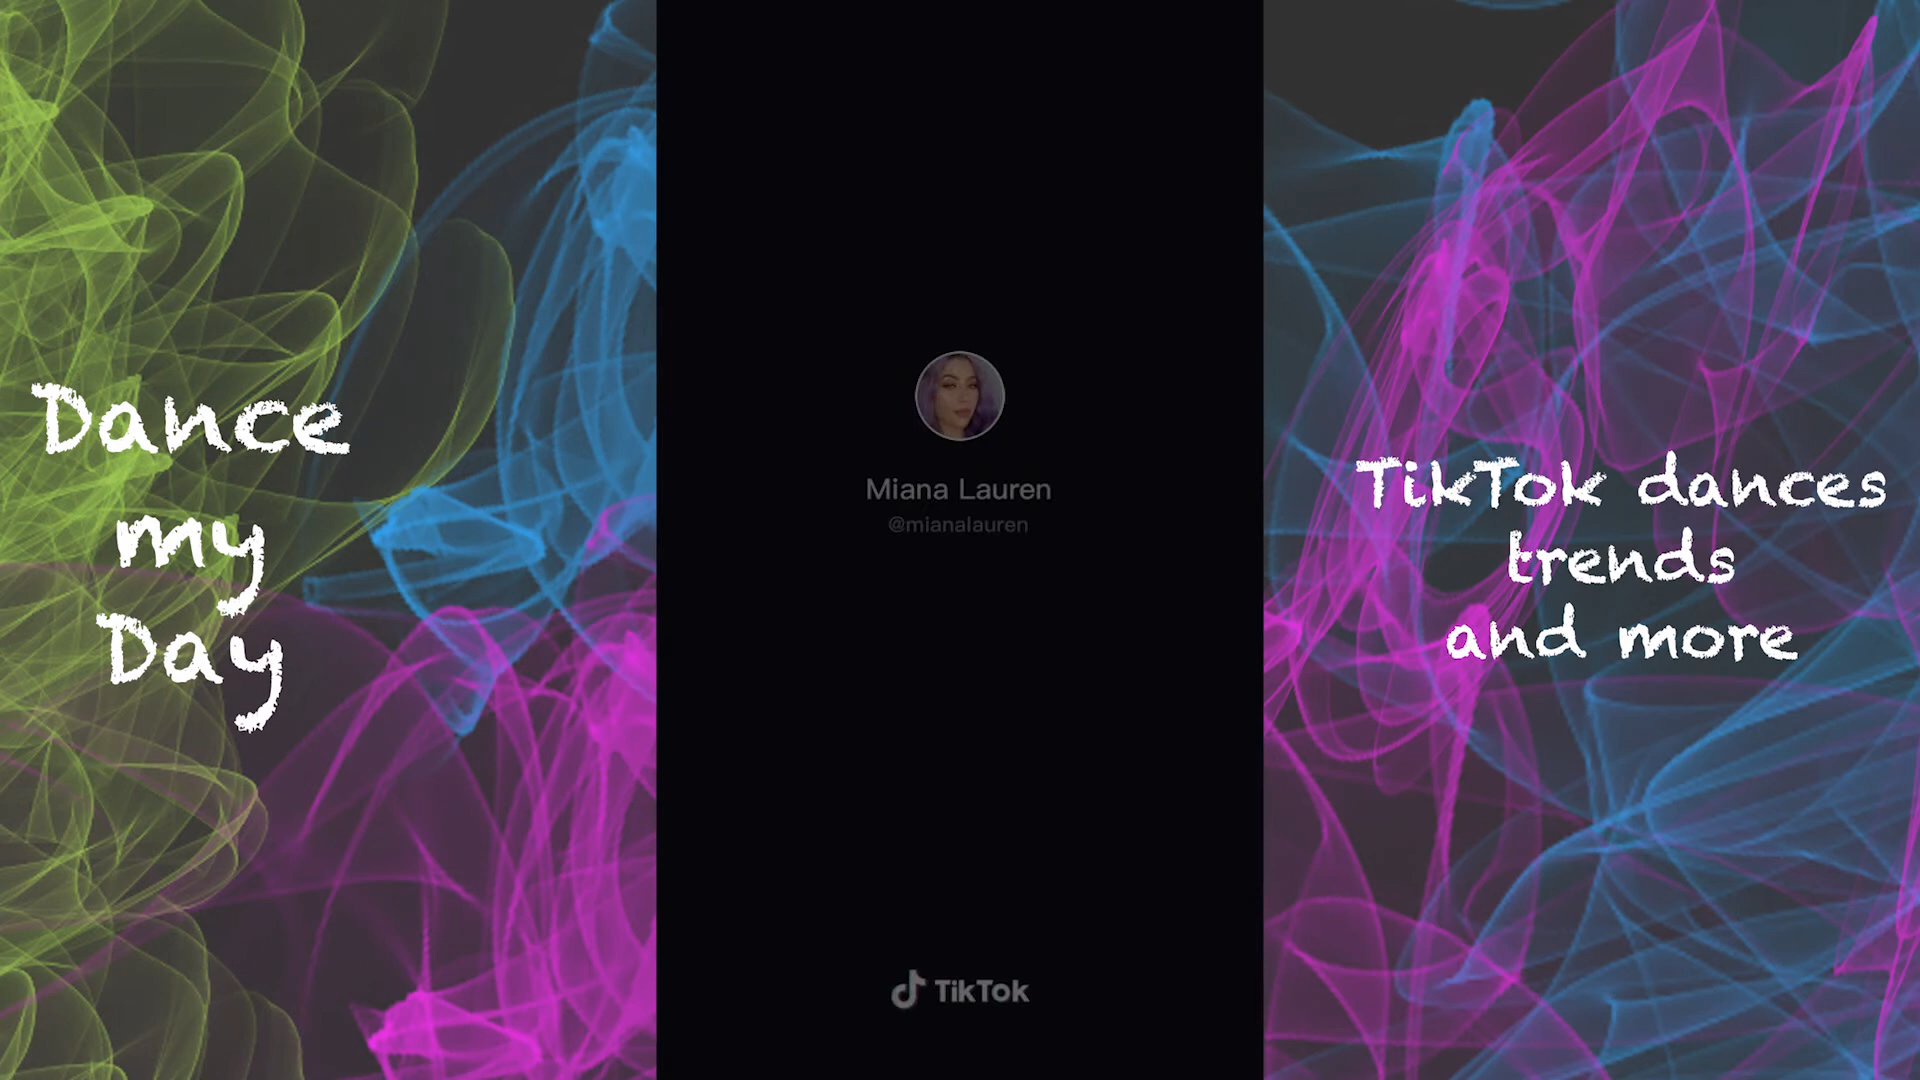 Dance
my
Day
Miana Lauren
@mianalauren
TikTok
TikTok dances
trends
and more